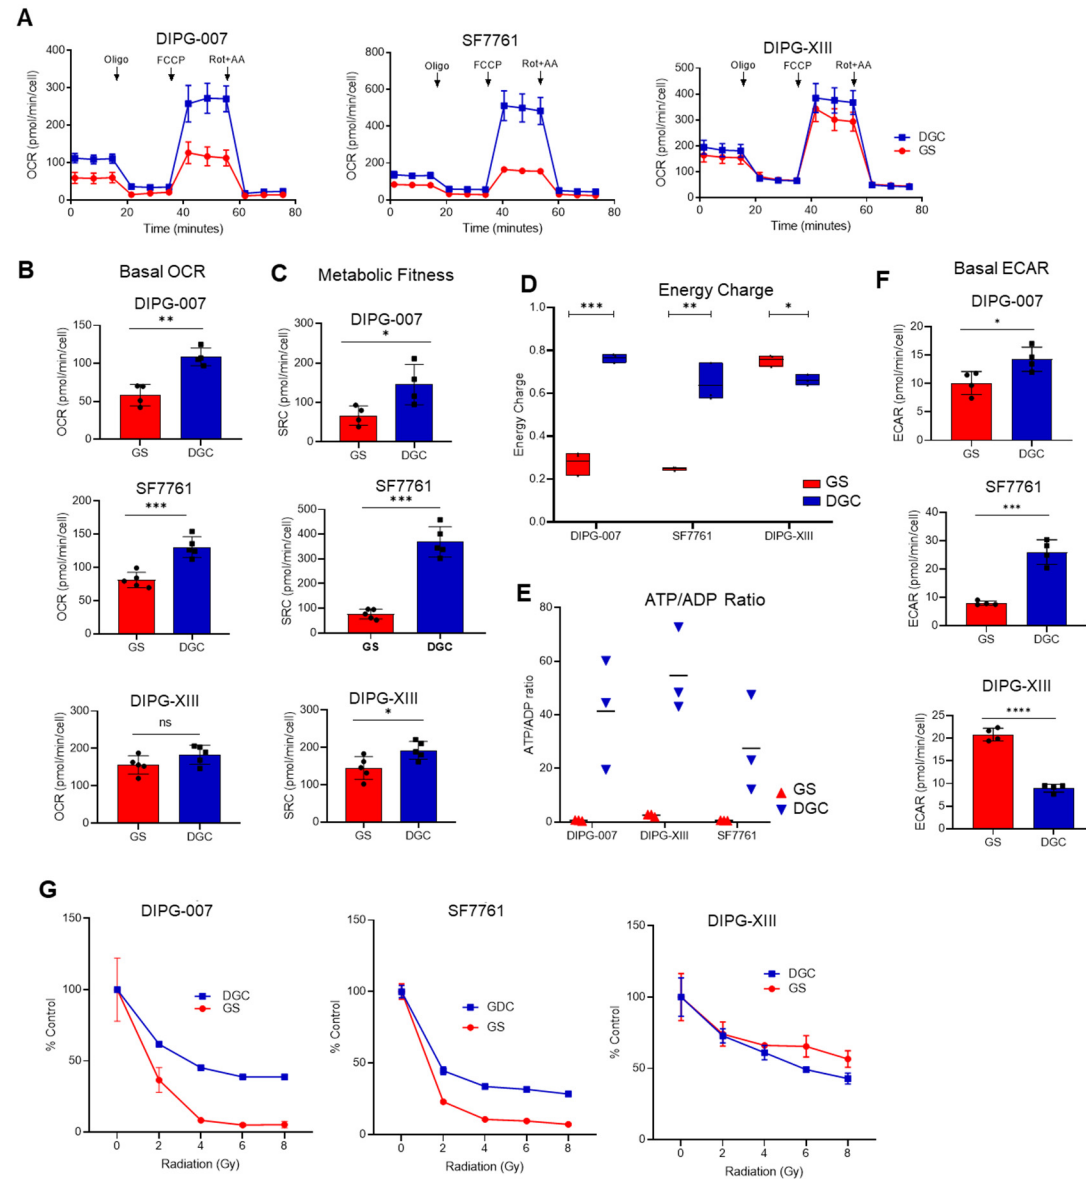 A
DIPG-007
OCR (pmol/min/cell)
400
300
200
100
0
Oligo
FCCP
Rot+AA
0 20 40 60 80
Time (minutes)
SF7761
OCR (pmol/min/cell)
800
600
400
200
0
Oligo
FCCP
Rot+AA
0 20 40 60 80
Time (minutes)
DIPG-XIII
OCR (pmol/min/cell)
500
400
300
200
100
0
Oligo
FCCP
Rot+AA
0 20 40 60 80
Time (minutes)
DGC
GS
B
Basal OCR
DIPG-007
**
OCR (pmol/min/cell)
150
100
50
0
GS DGC
SF7761
***
OCR (pmol/min/cell)
200
150
100
50
0
GS DGC
DIPG-XIII
ns
OCR (pmol/min/cell)
300
200
100
0
GS DGC
C
Metabolic Fitness
DIPG-007
*
SRC (pmol/min/cell)
300
200
100
0
GS DGC
SF7761
***
SRC (pmol/min/cell)
500
400
300
200
100
0
GS DGC
DIPG-XIII
*
SRC (pmol/min/cell)
300
200
100
0
GS DGC
D
Energy Charge
Energy Charge
1.0
0.8
0.6
0.4
0.2
0.0
*** ** *
GS
DGC
DIPG-007 SF7761 DIPG-XIII
E
ATP/ADP Ratio
ATP/ADP ratio
80
60
40
20
0
GS
DGC
DIPG-007 DIPG-XIII SF7761
F
Basal ECAR
DIPG-007
*
ECAR (pmol/min/cell)
20
15
10
5
0
GS DGC
SF7761
***
ECAR (pmol/min/cell)
40
30
20
10
0
GS DGC
DIPG-XIII
****
ECAR (pmol/min/cell)
25
20
15
10
5
0
GS DGC
G
DIPG-007
% Control
150
100
50
0
DGC
GS
0 2 4 6 8
Radiation (Gy)
SF7761
% Control
150
100
50
0
GDC
GS
0 2 4 6 8
Radiation (Gy)
DIPG-XIII
% Control
150
100
50
0
DGC
GS
0 2 4 6 8
Radiation (Gy)